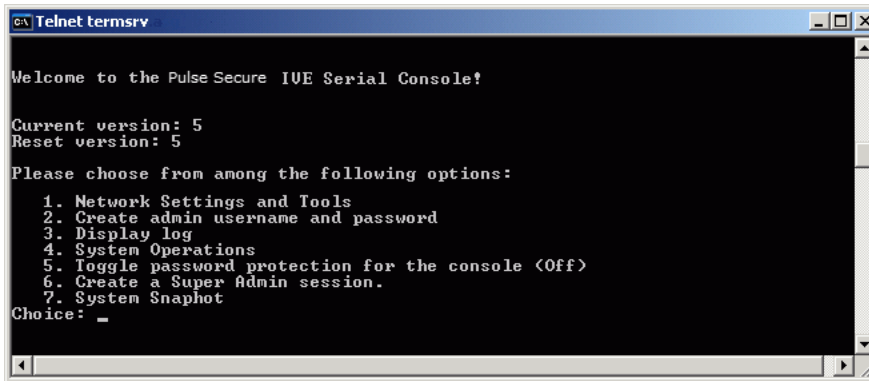 Telnet termsrv
Welcome to the Pulse Secure IVE Serial Console!
Current version: 5
Reset version: 5
Please choose from among the following options:
1. Network Settings and Tools
2. Create admin username and password
3. Display log
4. System Operations
5. Toggle password protection for the console (Off)
6. Create a Super Admin session.
7. System Snaphot
Choice: _